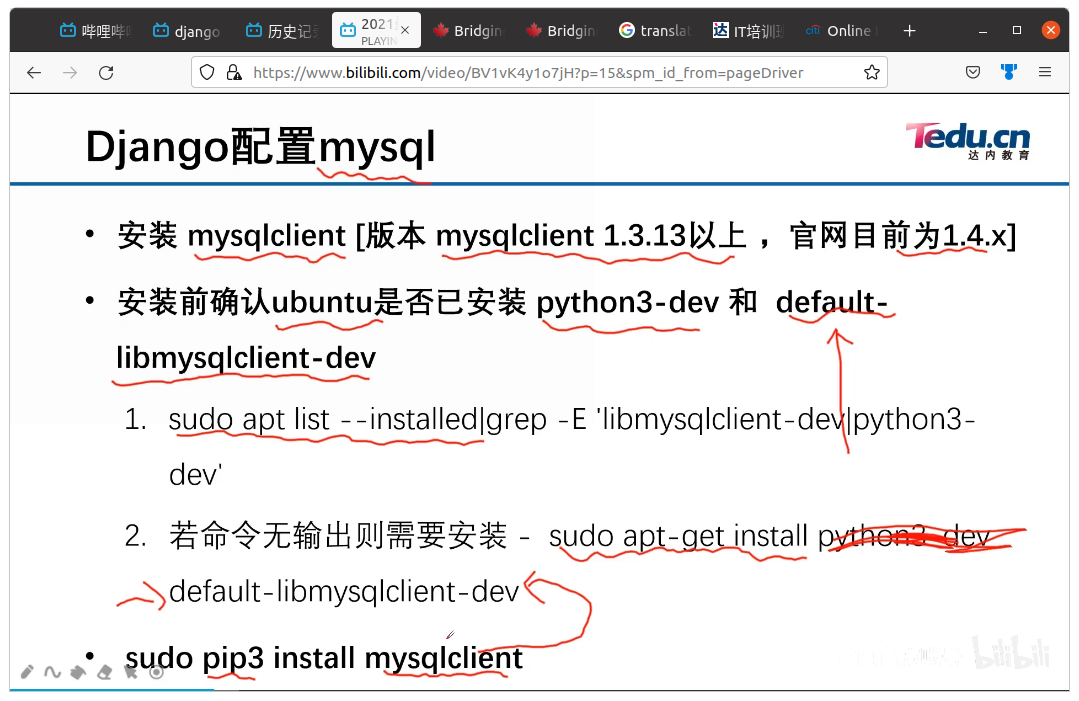 哔哩哔
django
历史记
2021
PLAYIN
Bridgin
Bridgin
translat
达 IT培训班
citi Online
https://www.bilibili.com/video/BV1vK4y1o7jH?p=15&spm_id_from=pageDriver
Django配置mysql
Tedu.cn
达内教育
• 安装 mysqlclient [版本 mysqlclient 1.3.13以上 ，官网目前为1.4.x]
• 安装前确认ubuntu是否已安装 python3-dev 和 default-
libmysqlclient-dev
1. sudo apt list --installed|grep -E 'libmysqlclient-dev|python3-
dev'
2. 若命令无输出则需要安装 - sudo apt-get install python3-dev
default-libmysqlclient-dev
• sudo pip3 install mysqlclient
bilibili